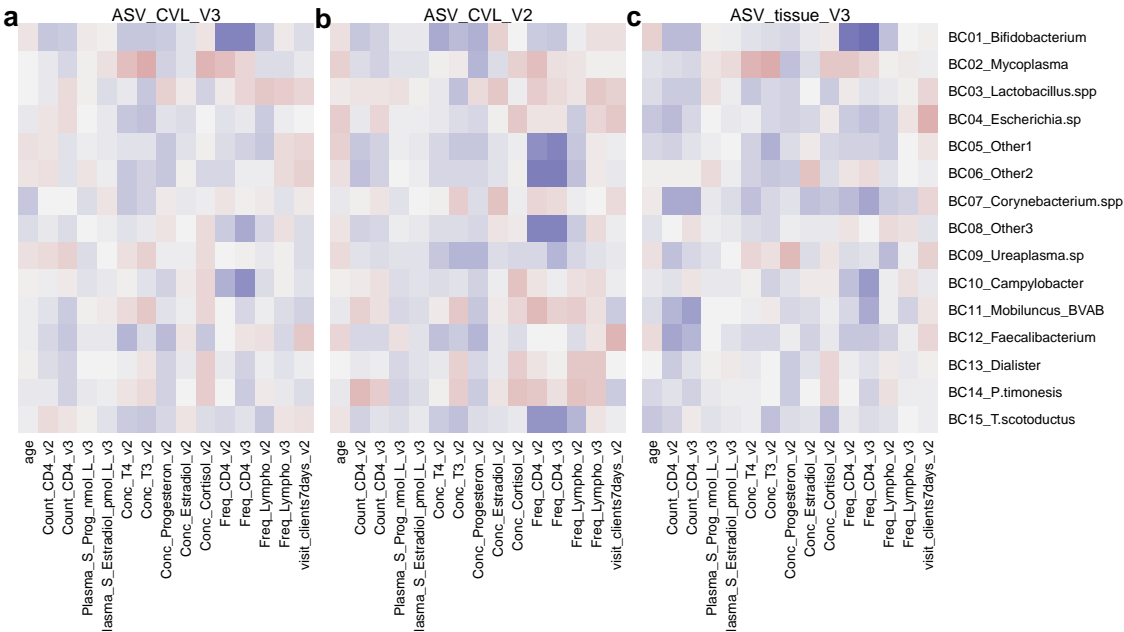 a
ASV_CVL_V3
b
ASV_CVL_V2
c
ASV_tissue_V3
BC01_Bifidobacterium
BC02_Mycoplasma
BC03_Lactobacillus.spp
BC04_Escherichia.sp
BC05_Other1
BC06_Other2
BC07_Corynebacterium.spp
BC08_Other3
BC09_Ureaplasma.sp
BC10_Campylobacter
BC11_Mobiluncus_BVAB
BC12_Faecalibacterium
BC13_Dialister
BC14_P.timonesis
BC15_T.scotoductus
age
Count_CD4_v2
Count_CD4_v3
Plasma_S_Prog_nmol_L_v3
lasma_S_Estradiol_pmol_L_v3
Conc_T4_v2
Conc_T3_v2
Conc_Progesteron_v2
Conc_Estradiol_v2
Conc_Cortisol_v2
Freq_CD4_v2
Freq_CD4_v3
Freq_Lympho_v2
Freq_Lympho_v3
visit_clients7days_v2
age
Count_CD4_v2
Count_CD4_v3
Plasma_S_Prog_nmol_L_v3
lasma_S_Estradiol_pmol_L_v3
Conc_T4_v2
Conc_T3_v2
Conc_Progesteron_v2
Conc_Estradiol_v2
Conc_Cortisol_v2
Freq_CD4_v2
Freq_CD4_v3
Freq_Lympho_v2
Freq_Lympho_v3
visit_clients7days_v2
age
Count_CD4_v2
Count_CD4_v3
Plasma_S_Prog_nmol_L_v3
lasma_S_Estradiol_pmol_L_v3
Conc_T4_v2
Conc_T3_v2
Conc_Progesteron_v2
Conc_Estradiol_v2
Conc_Cortisol_v2
Freq_CD4_v2
Freq_CD4_v3
Freq_Lympho_v2
Freq_Lympho_v3
visit_clients7days_v2